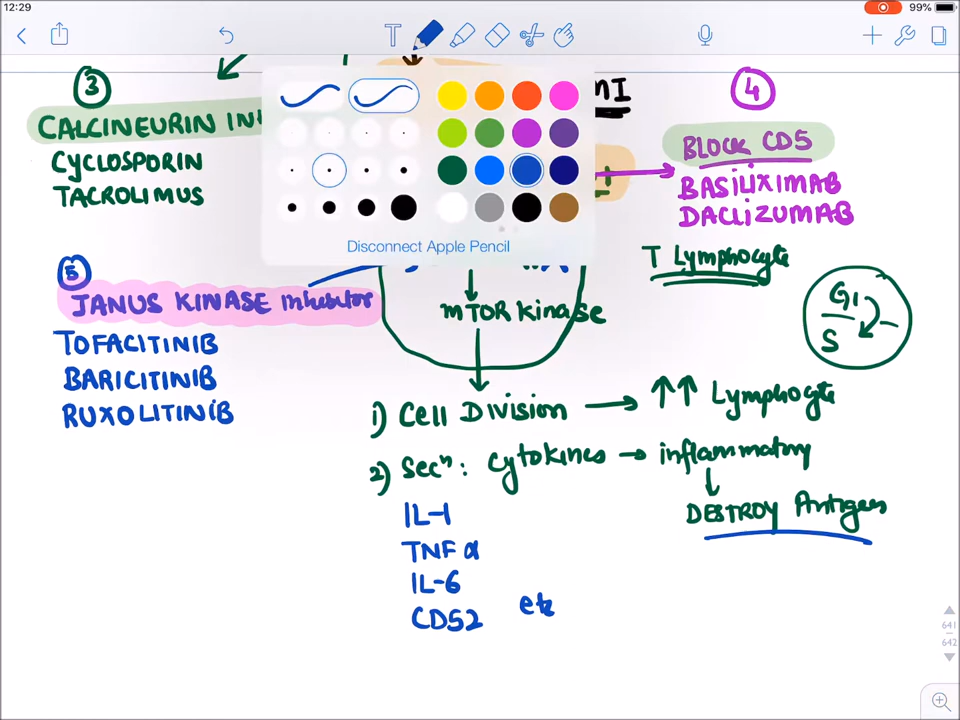 12:29
99%
3
CALCINEURIN IN
CYCLOSPORIN
TACROLIMUS
4
BLOCK CD5
BASILIXIMAB
DACLIZUMAB
T Lymphocyte
G1
S
Disconnect Apple Pencil
5
JANUS KINASE Inhibitor
TOFACITINIB
BARICITINIB
RUXOLITINIB
mTOR kinase
1) Cell Division → ↑↑ Lymphocyte
2) Secⁿ: Cytokines → inflammatory
↓
DESTROY Antigens
IL-1
TNF α
IL-6
CD52 etc
641
642